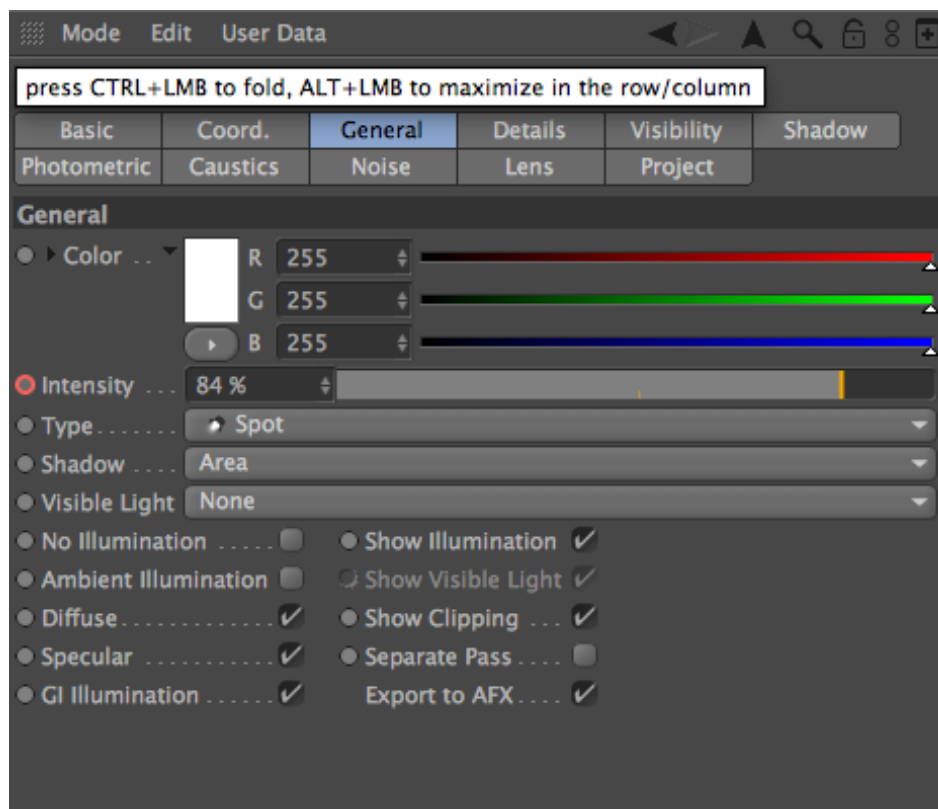 Mode Edit User Data
press CTRL+LMB to fold, ALT+LMB to maximize in the row/column
Basic Coord. General Details Visibility Shadow
Photometric Caustics Noise Lens Project
General
Color .. R 255
G 255
B 255
Intensity ... 84 %
Type....... Spot
Shadow .... Area
Visible Light None
No Illumination ..... Show Illumination
Ambient Illumination Show Visible Light
Diffuse............. Show Clipping ...
Specular ........... Separate Pass ....
GI Illumination ...... Export to AFX....